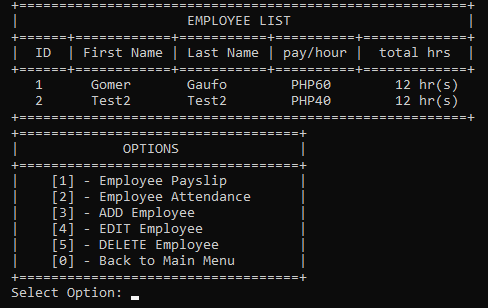 +========================================================+
|                     EMPLOYEE LIST                      |
+======+============+===========+==========+=============+
|  ID  | First Name | Last Name | pay/hour |  total hrs  |
+======+============+===========+==========+=============+
   1      Gomer       Gaufo        PHP60        12 hr(s)
   2      Test2       Test2        PHP40        12 hr(s)
+========================================================+
+===================================+
|             OPTIONS               |
+===================================+
|    [1] - Employee Payslip         |
|    [2] - Employee Attendance      |
|    [3] - ADD Employee             |
|    [4] - EDIT Employee            |
|    [5] - DELETE Employee          |
|    [0] - Back to Main Menu        |
+===================================+
Select Option: _